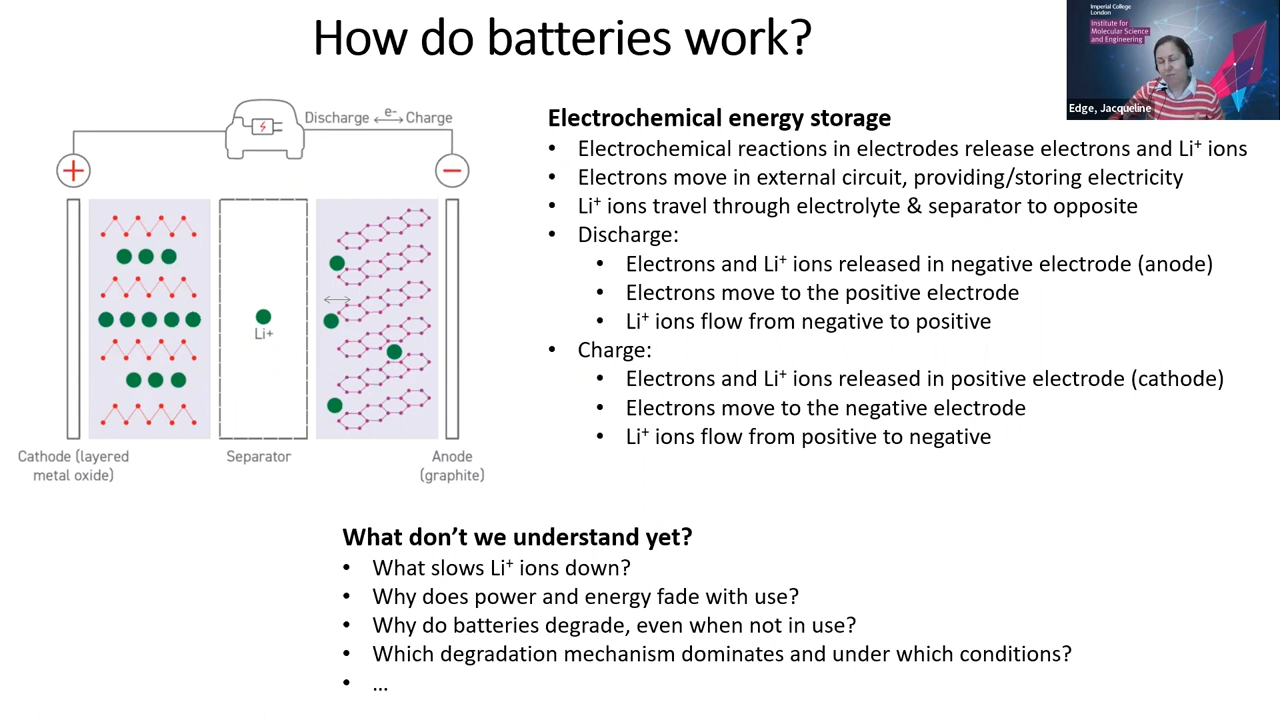 How do batteries work?
Imperial College
London
Institute for
Molecular Science
and Engineering
Edge, Jacqueline
Discharge ⟵e-⟶ Charge
+
−
Li+
Cathode (layered
metal oxide)
Separator
Anode
(graphite)
Electrochemical energy storage
• Electrochemical reactions in electrodes release electrons and Li⁺ ions
• Electrons move in external circuit, providing/storing electricity
• Li⁺ ions travel through electrolyte & separator to opposite
• Discharge:
• Electrons and Li⁺ ions released in negative electrode (anode)
• Electrons move to the positive electrode
• Li⁺ ions flow from negative to positive
• Charge:
• Electrons and Li⁺ ions released in positive electrode (cathode)
• Electrons move to the negative electrode
• Li⁺ ions flow from positive to negative
What don’t we understand yet?
• What slows Li⁺ ions down?
• Why does power and energy fade with use?
• Why do batteries degrade, even when not in use?
• Which degradation mechanism dominates and under which conditions?
• ...